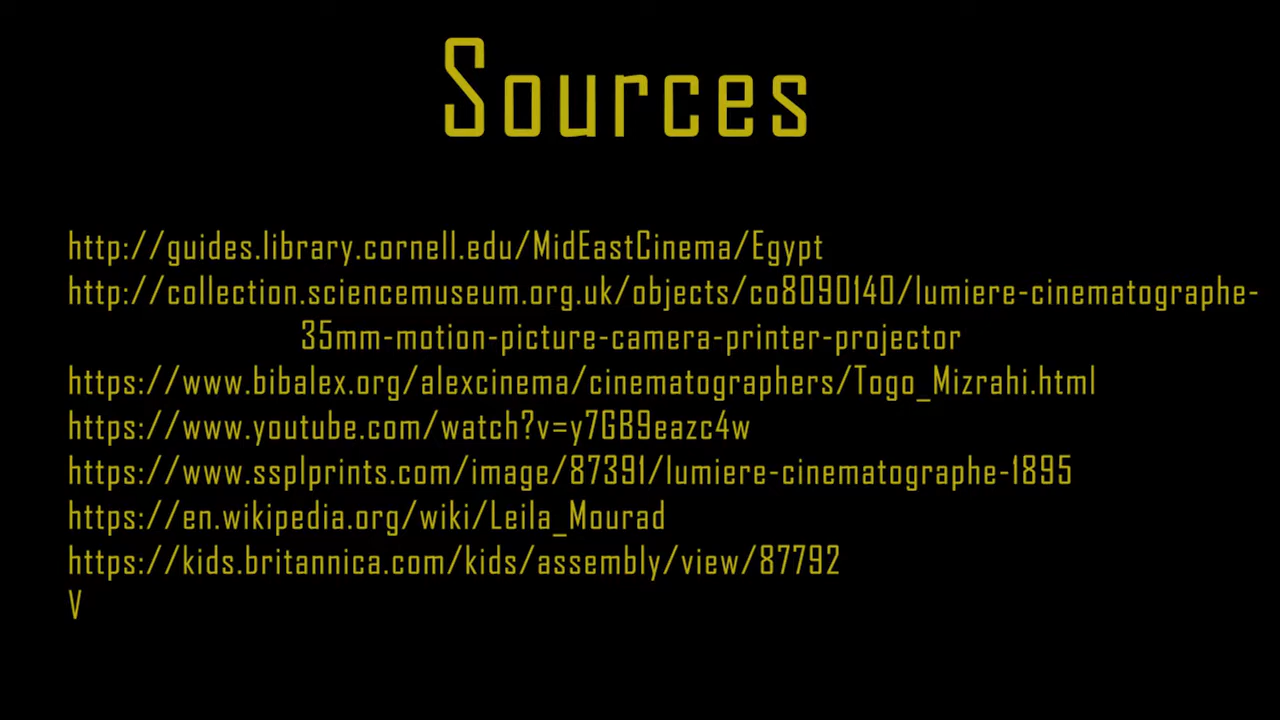 Sources
http://guides.library.cornell.edu/MidEastCinema/Egypt
http://collection.sciencemuseum.org.uk/objects/co8090140/lumiere-cinematographe-
35mm-motion-picture-camera-printer-projector
https://www.bibalex.org/alexcinema/cinematographers/Togo_Mizrahi.html
https://www.youtube.com/watch?v=y7GB9eazc4w
https://www.ssplprints.com/image/87391/lumiere-cinematographe-1895
https://en.wikipedia.org/wiki/Leila_Mourad
https://kids.britannica.com/kids/assembly/view/87792
V